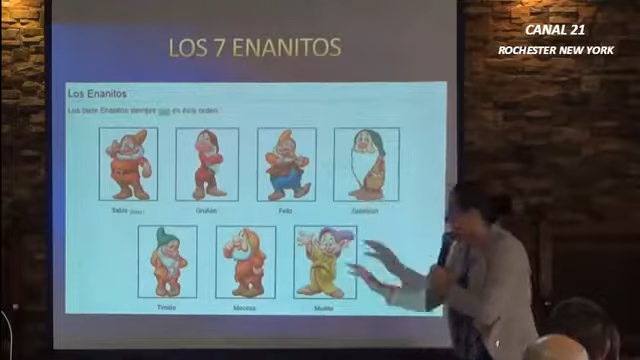 CANAL 21
ROCHESTER NEW YORK
LOS 7 ENANITOS
Los Enanitos
Los siete Enanitos siempre en este orden:
Sabio
Gruñón
Feliz
Dormilón
Tímido
Mocoso
Mudito